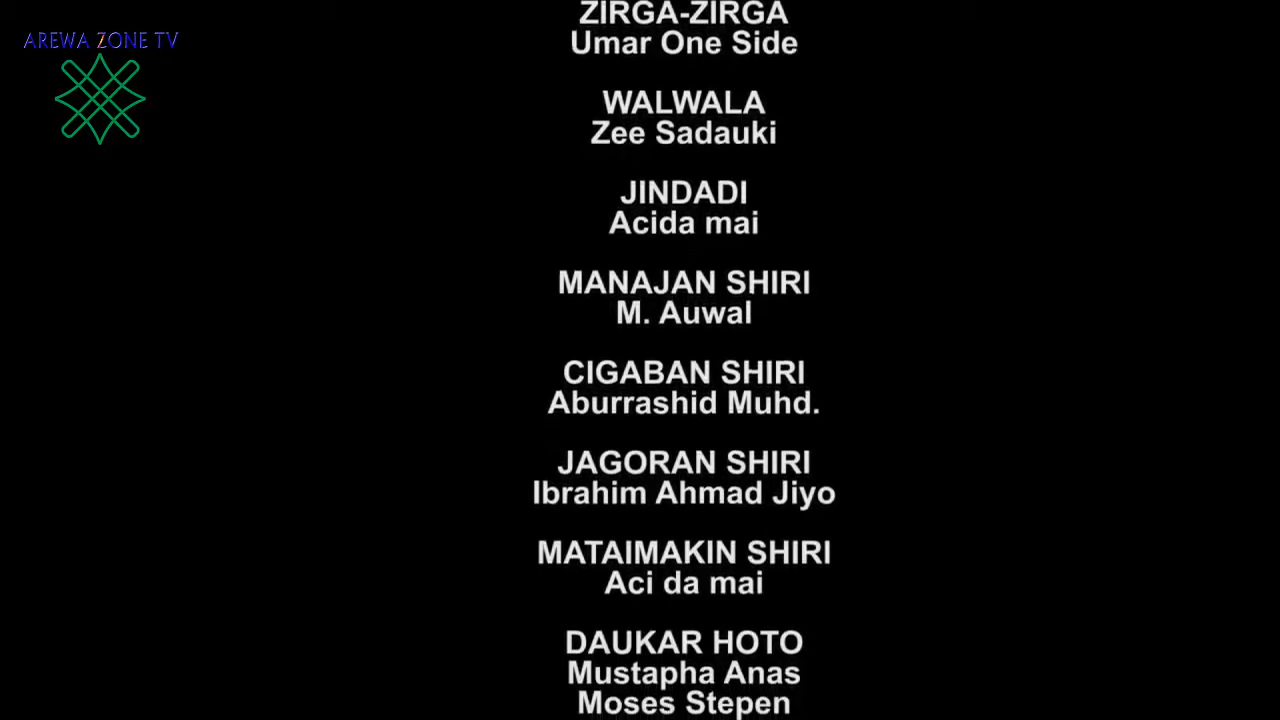 AREWA ZONE TV
ZIRGA-ZIRGA
Umar One Side
WALWALA
Zee Sadauki
JINDADI
Acida mai
MANAJAN SHIRI
M. Auwal
CIGABAN SHIRI
Aburrashid Muhd.
JAGORAN SHIRI
Ibrahim Ahmad Jiyo
MATAIMAKIN SHIRI
Aci da mai
DAUKAR HOTO
Mustapha Anas
Moses Stepen